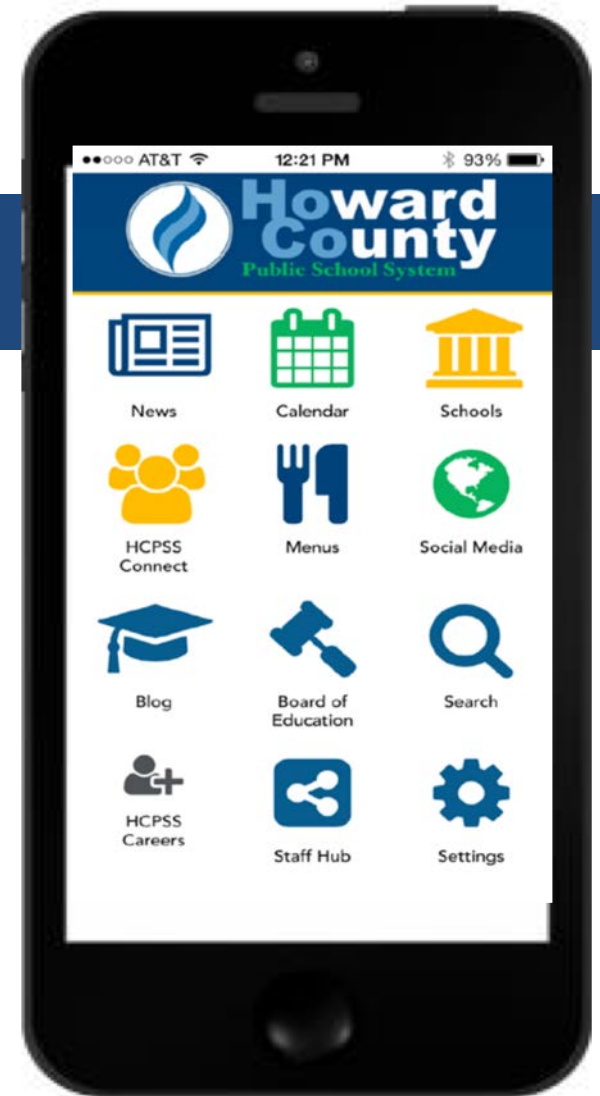 AT&T 12:21 PM 93%
Howard
County
Public School System
News Calendar Schools
HCPSS
Connect
Menus Social Media
Blog
Board of
Education
Search
HCPSS
Careers
Staff Hub Settings